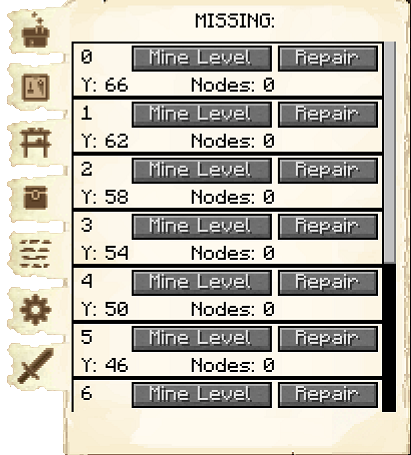 MISSING:
0 Mine Level Repair
Y: 66 Nodes: 0
1 Mine Level Repair
Y: 62 Nodes: 0
2 Mine Level Repair
Y: 58 Nodes: 0
3 Mine Level Repair
Y: 54 Nodes: 0
4 Mine Level Repair
Y: 50 Nodes: 0
5 Mine Level Repair
Y: 46 Nodes: 0
6 Mine Level Repair